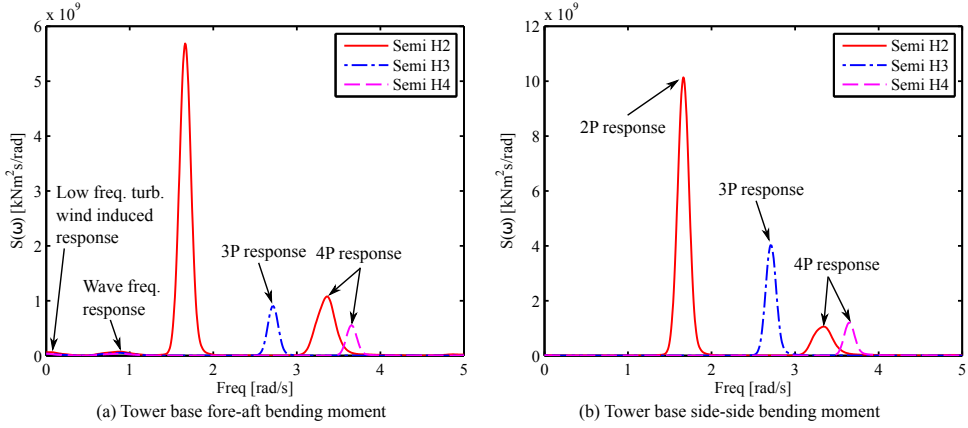 x 10^9
6
5
4
3
2
1
0
S(ω) [kNm^2s/rad]
Semi H2
Semi H3
Semi H4
Low freq. turb.
wind induced
response
Wave freq.
response
3P response
4P response
0 1 2 3 4 5
Freq [rad/s]
(a) Tower base fore-aft bending moment
x 10^9
12
10
8
6
4
2
0
S(ω) [kNm^2s/rad]
Semi H2
Semi H3
Semi H4
2P response
3P response
4P response
0 1 2 3 4 5
Freq [rad/s]
(b) Tower base side-side bending moment